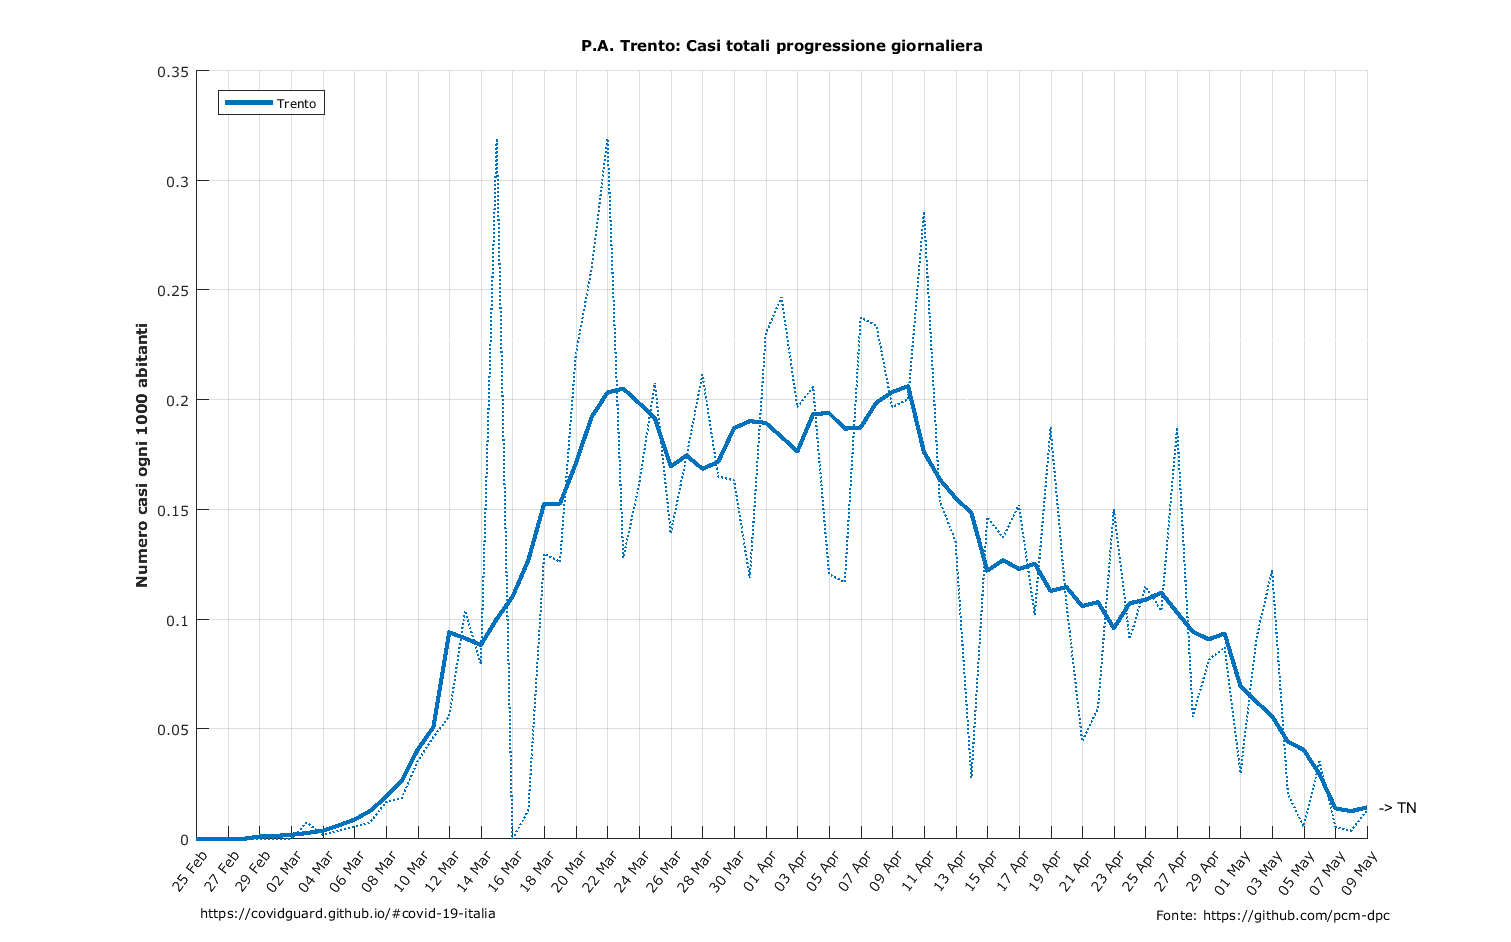 P.A. Trento: Casi totali progressione giornaliera
0.35
Trento
0.3
0.25
0.2
0.15
0.1
0.05
0
Numero casi ogni 1000 abitanti
-> TN
25 Feb
27 Feb
29 Feb
02 Mar
04 Mar
06 Mar
08 Mar
10 Mar
12 Mar
14 Mar
16 Mar
18 Mar
20 Mar
22 Mar
24 Mar
26 Mar
28 Mar
30 Mar
01 Apr
03 Apr
05 Apr
07 Apr
09 Apr
11 Apr
13 Apr
15 Apr
17 Apr
19 Apr
21 Apr
23 Apr
25 Apr
27 Apr
29 Apr
01 May
03 May
05 May
07 May
09 May
https://covidguard.github.io/#covid-19-italia
Fonte: https://github.com/pcm-dpc